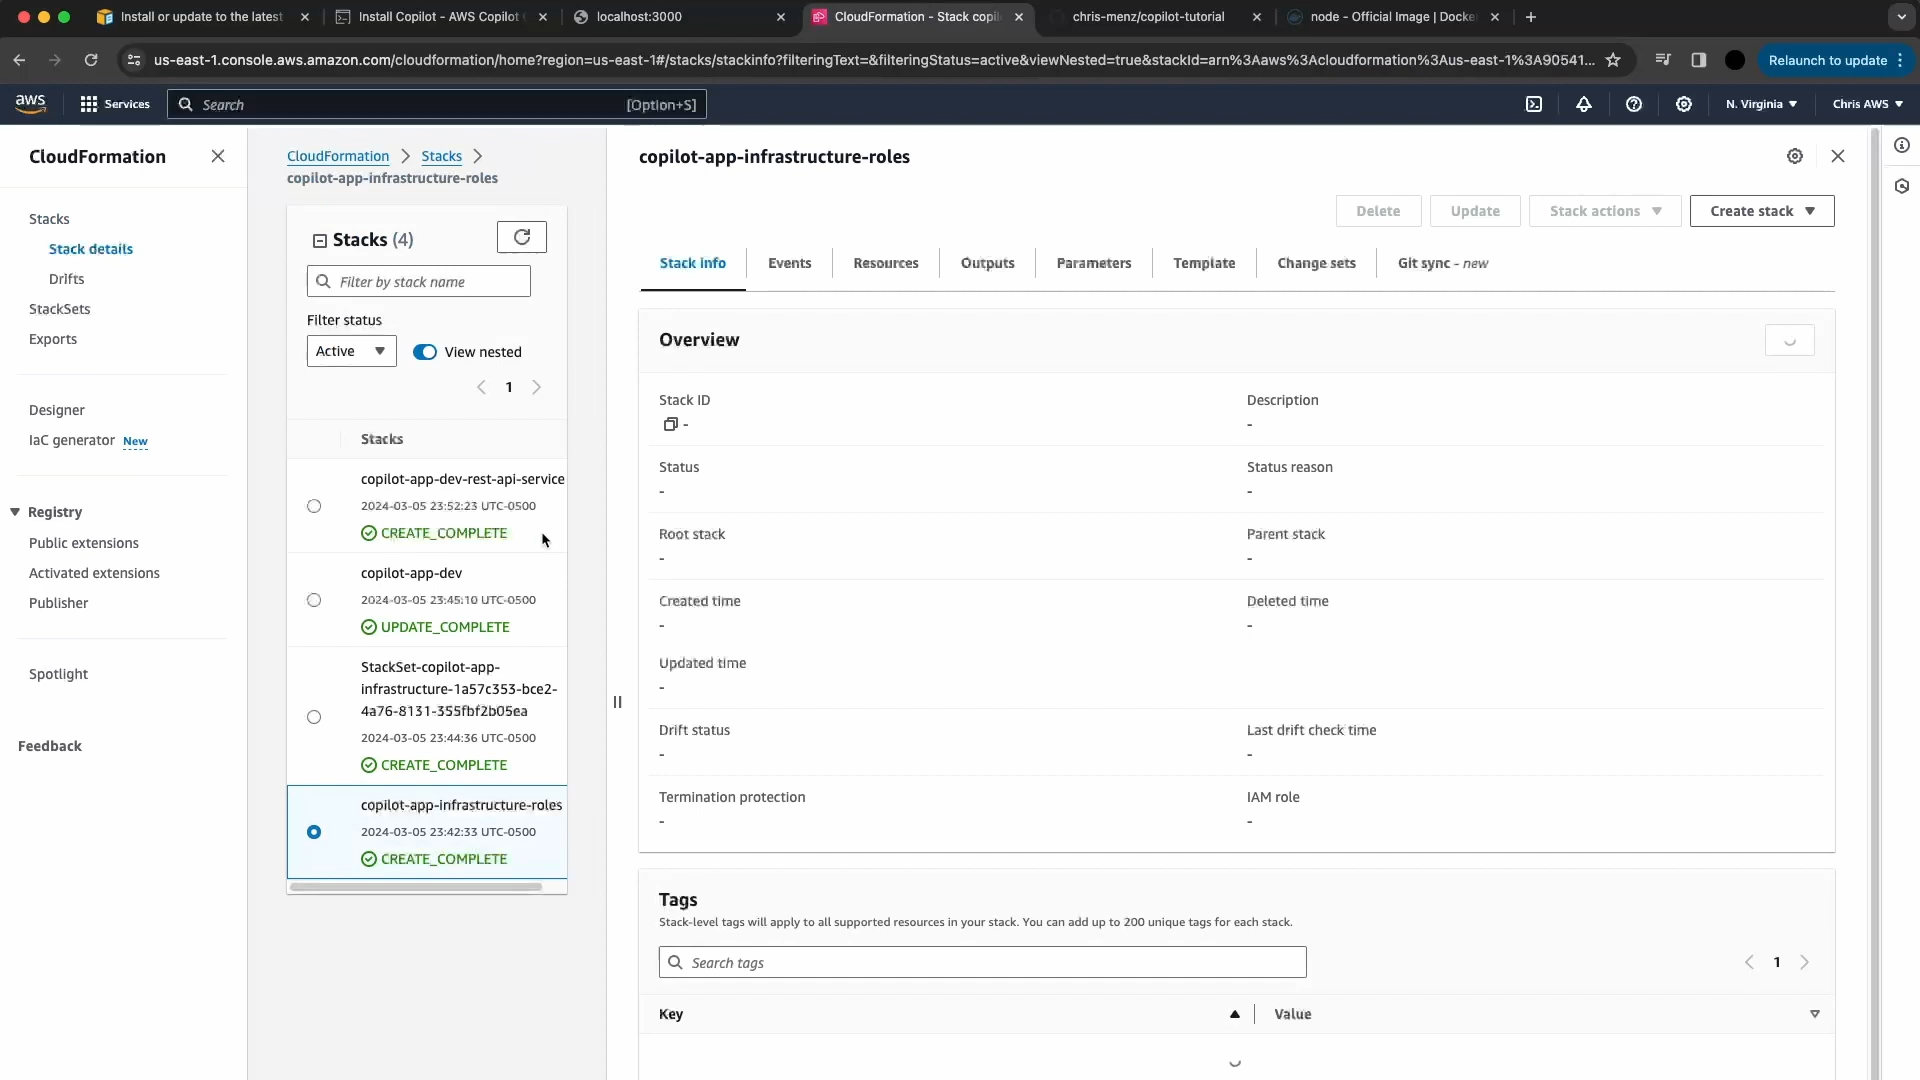 Install or update to the latest
Install Copilot - AWS Copilot
localhost:3000
CloudFormation - Stack copil
chris-menz/copilot-tutorial
node - Official Image | Docke
us-east-1.console.aws.amazon.com/cloudformation/home?region=us-east-1#/stacks/stackinfo?filteringText=&filteringStatus=active&viewNested=true&stackId=arn%3Aaws%3Acloudformation%3Aus-east-1%3A90541...
Relaunch to update
aws
Services
Search
[Option+S]
N. Virginia
Chris AWS
CloudFormation
Stacks
Stack details
Drifts
StackSets
Exports
Designer
IaC generator New
Registry
Public extensions
Activated extensions
Publisher
Spotlight
Feedback
CloudFormation
Stacks
copilot-app-infrastructure-roles
Stacks (4)
Filter by stack name
Filter status
Active
View nested
1
Stacks
copilot-app-dev-rest-api-service
2024-03-05 23:52:23 UTC-0500
CREATE_COMPLETE
copilot-app-dev
2024-03-05 23:45:10 UTC-0500
UPDATE_COMPLETE
StackSet-copilot-app-
infrastructure-1a57c353-bce2-
4a76-8131-355fbf2b05ea
2024-03-05 23:44:36 UTC-0500
CREATE_COMPLETE
copilot-app-infrastructure-roles
2024-03-05 23:42:33 UTC-0500
CREATE_COMPLETE
copilot-app-infrastructure-roles
Delete
Update
Stack actions
Create stack
Stack info
Events
Resources
Outputs
Parameters
Template
Change sets
Git sync - new
Overview
Stack ID
-
Description
-
Status
-
Status reason
-
Root stack
-
Parent stack
-
Created time
-
Deleted time
-
Updated time
-
Drift status
-
Last drift check time
-
Termination protection
-
IAM role
-
Tags
Stack-level tags will apply to all supported resources in your stack. You can add up to 200 unique tags for each stack.
Search tags
1
Key
Value